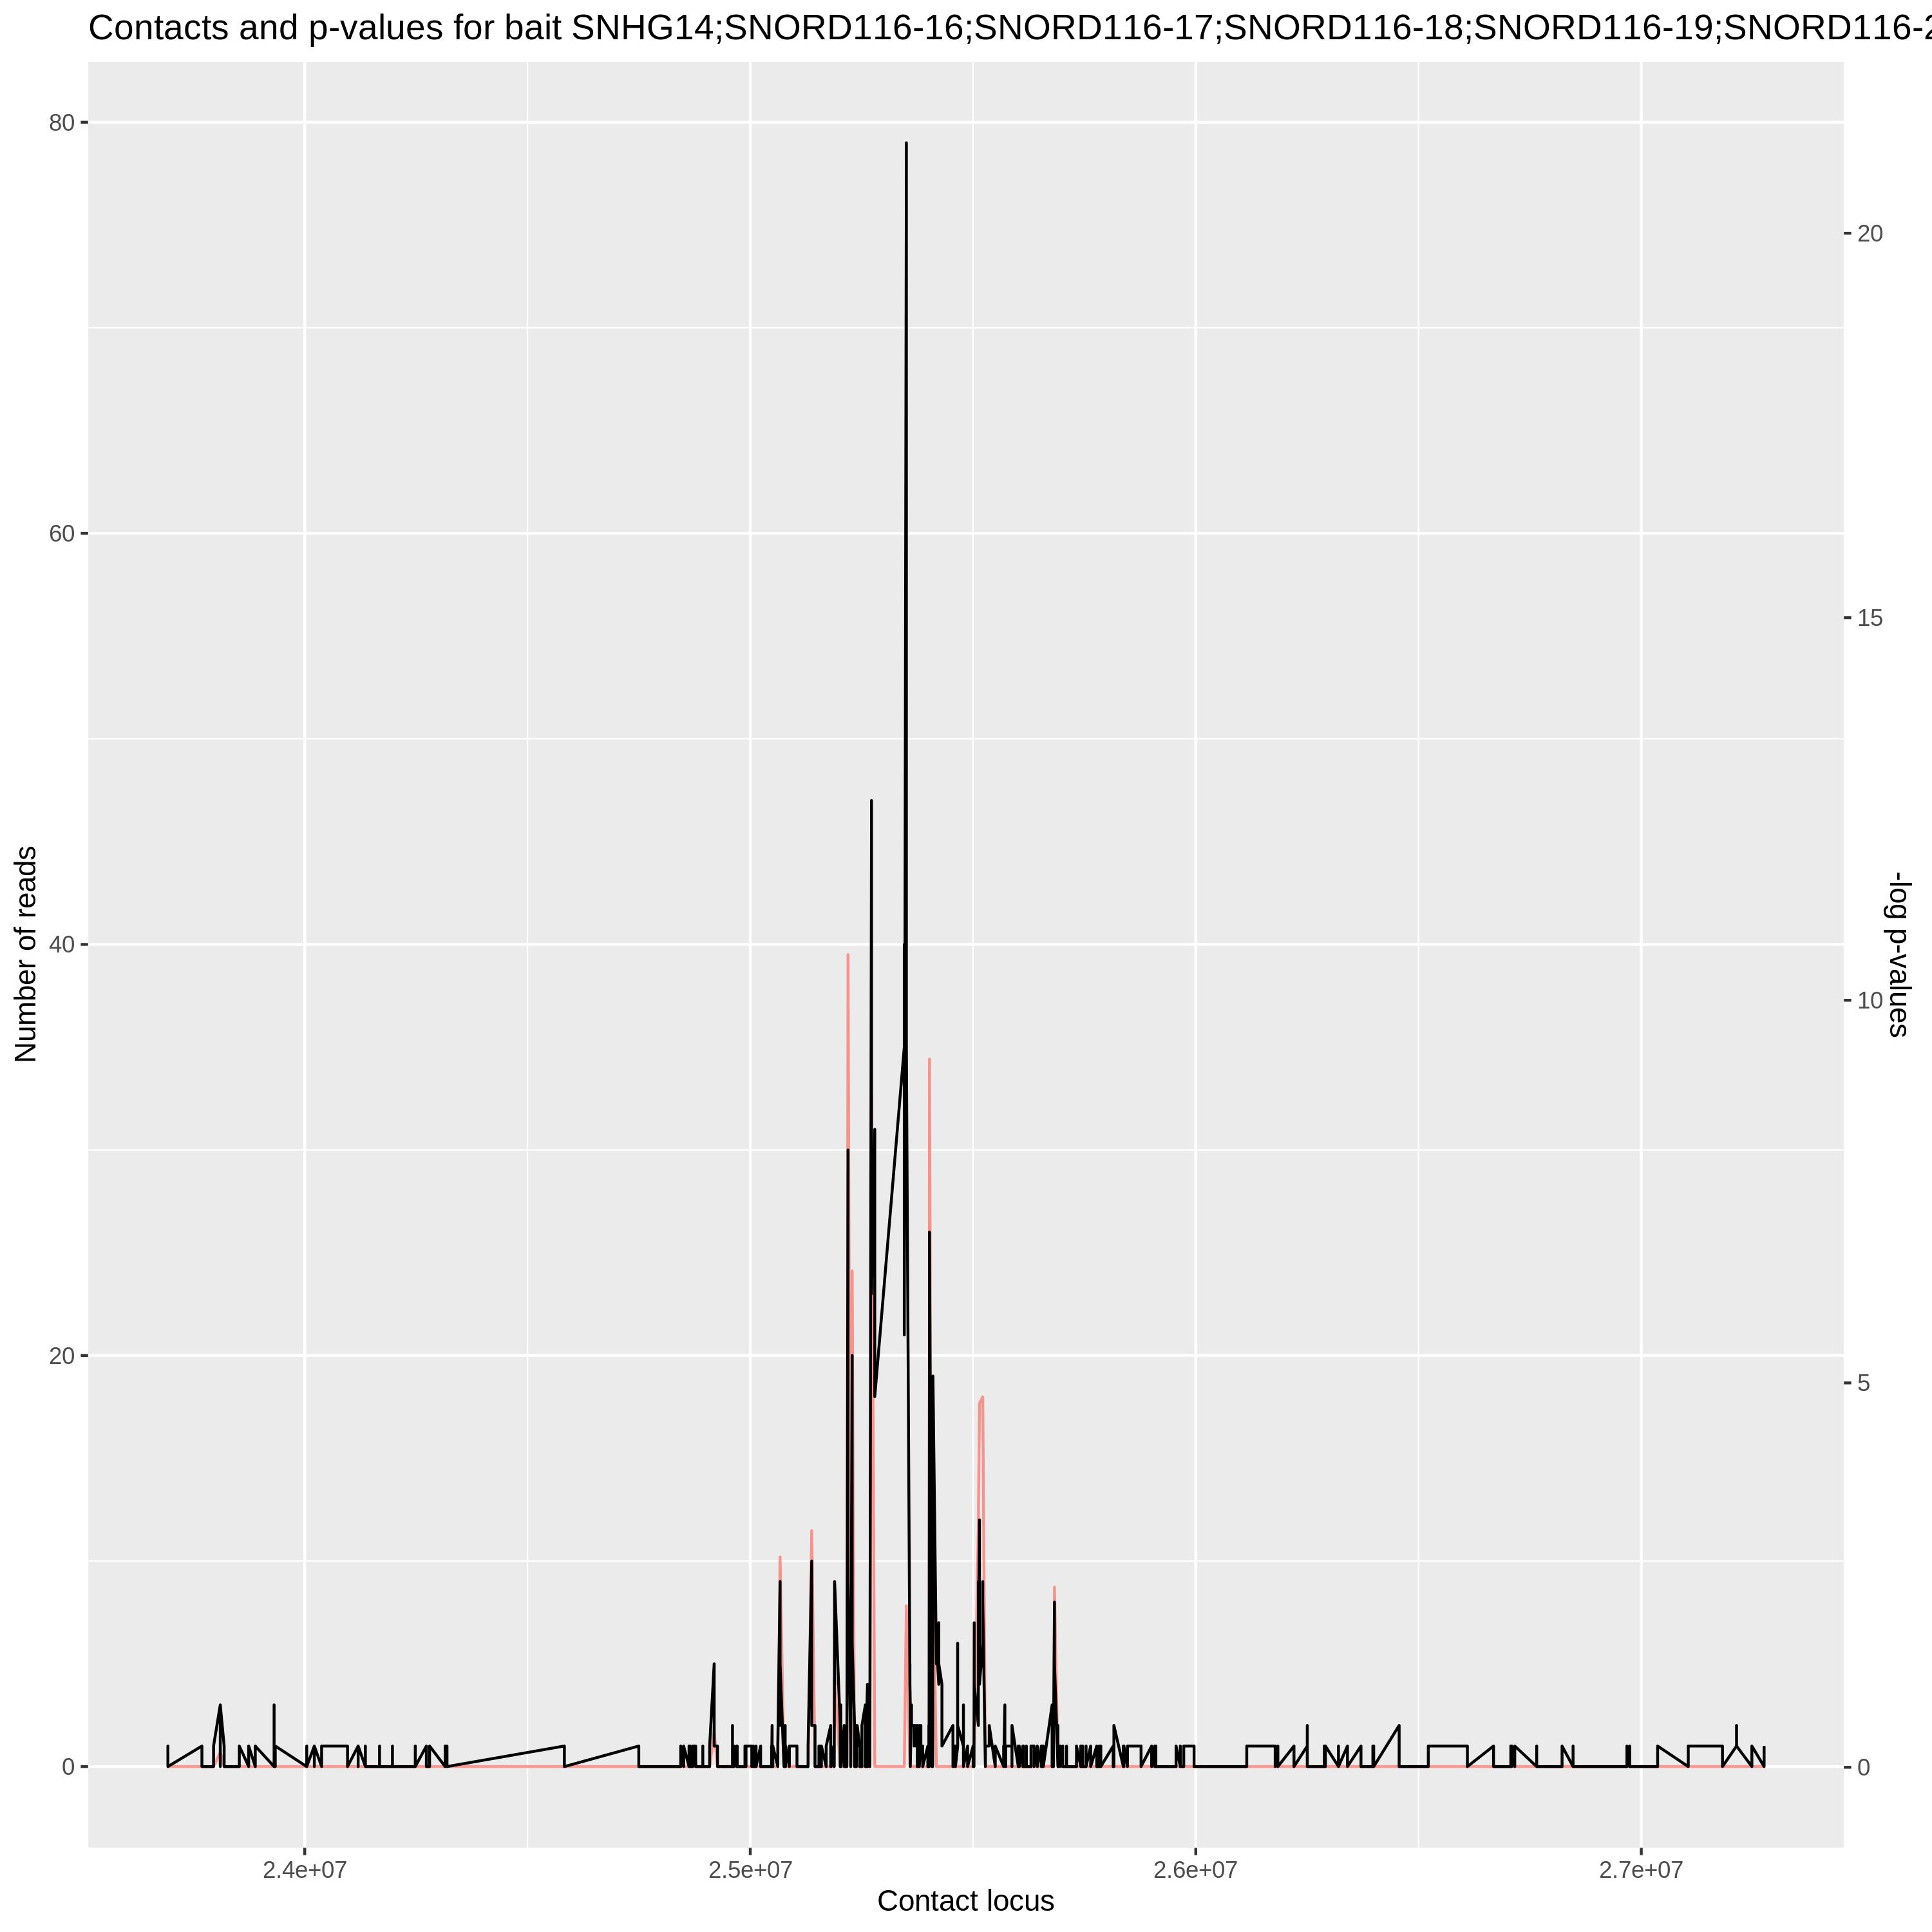 Contacts and p-values for bait SNHG14;SNORD116-16;SNORD116-17;SNORD116-18;SNORD116-19;SNORD116-2
80
60
40
20
0
Number of reads
20
15
10
5
0
-log p-values
2.4e+07
2.5e+07
2.6e+07
2.7e+07
Contact locus